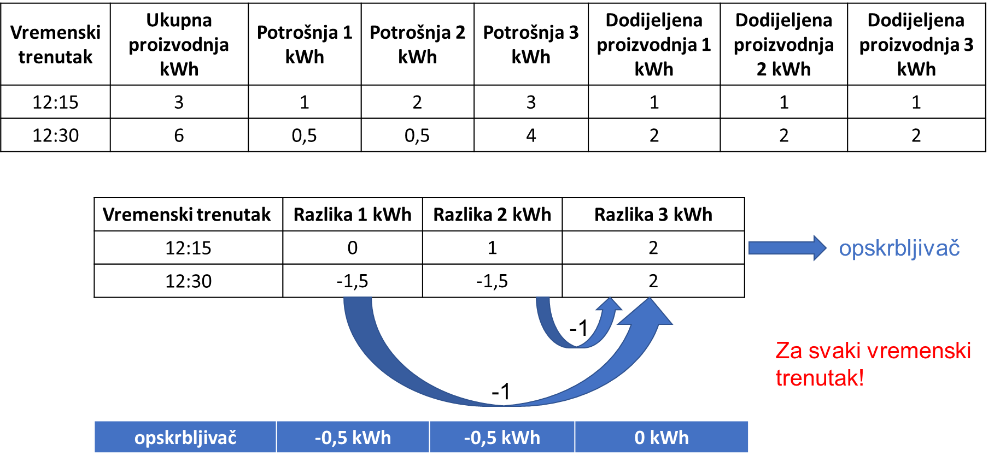 Vremenski trenutak
Ukupna proizvodnja kWh
Potrošnja 1 kWh
Potrošnja 2 kWh
Potrošnja 3 kWh
Dodijeljena proizvodnja 1 kWh
Dodijeljena proizvodnja 2 kWh
Dodijeljena proizvodnja 3 kWh
12:15 3 1 2 3 1 1 1
12:30 6 0,5 0,5 4 2 2 2
Vremenski trenutak Razlika 1 kWh Razlika 2 kWh Razlika 3 kWh
12:15 0 1 2
opskrbljivač
12:30 -1,5 -1,5 2
-1
Za svaki vremenski
trenutak!
-1
opskrbljivač -0,5 kWh -0,5 kWh 0 kWh